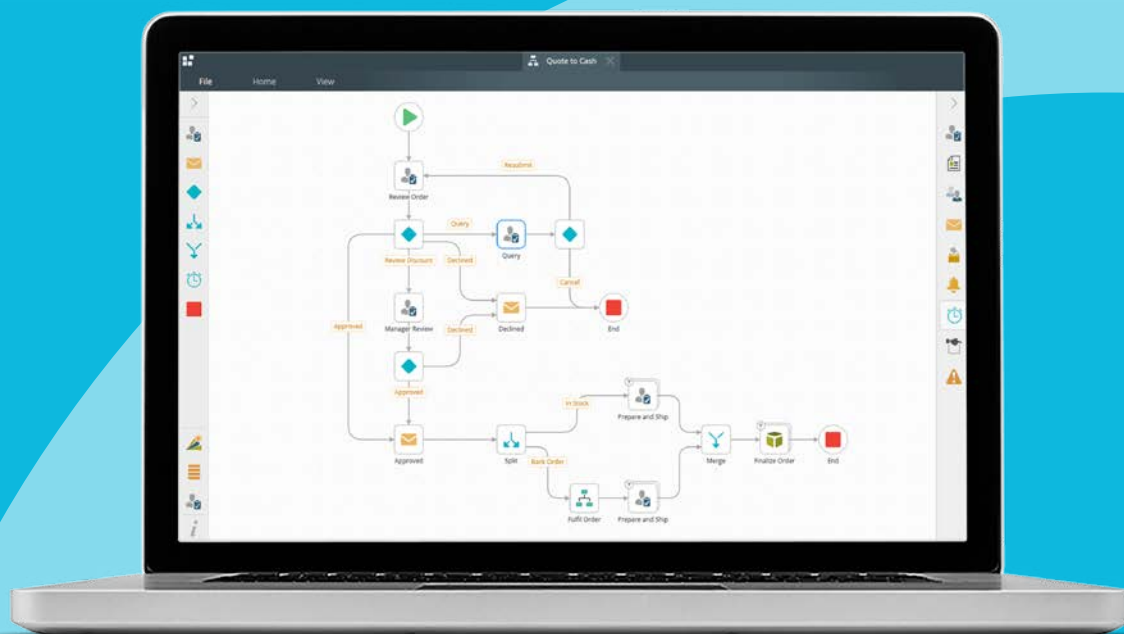 Quote to Cash
File Home View
Resubmit
Review Order
Query
Query
Review Discount Declined
Cancel
Approved
Manager Review Declined Declined End
Approved
In Stock
Prepare and Ship
Approved Split Merge Finalize Order End
Bank Order
Fulfil Order Prepare and Ship